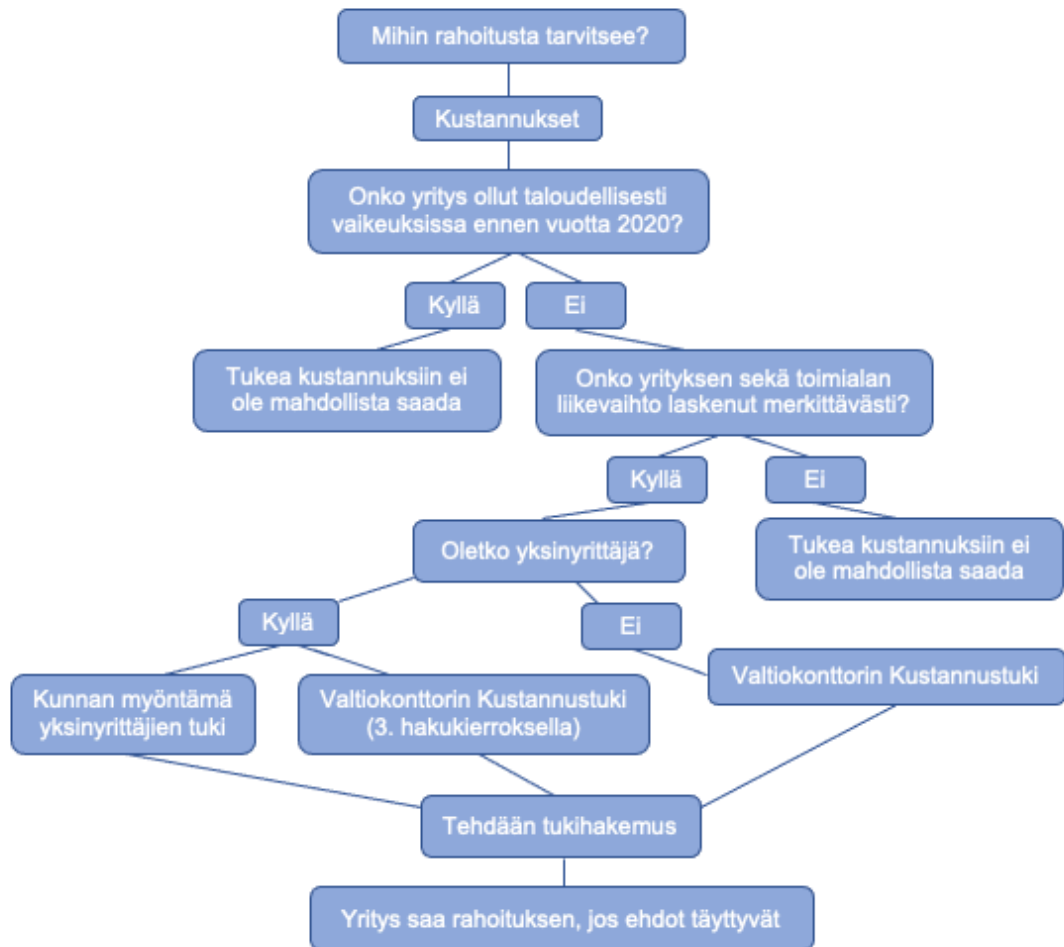 Mihin rahoitusta tarvitsee?
Kustannukset
Onko yritys ollut taloudellisesti
vaikeuksissa ennen vuotta 2020?
Kyllä
Ei
Tukea kustannuksiin ei
ole mahdollista saada
Onko yrityksen sekä toimialan
liikevaihto laskenut merkittävästi?
Kyllä
Ei
Oletko yksinyrittäjä?
Tukea kustannuksiin ei
ole mahdollista saada
Kyllä
Ei
Kunnan myöntämä
yksinyrittäjien tuki
Valtiokonttorin Kustannustuki
(3. hakukierroksella)
Valtiokonttorin Kustannustuki
Tehdään tukihakemus
Yritys saa rahoituksen, jos ehdot täyttyvät